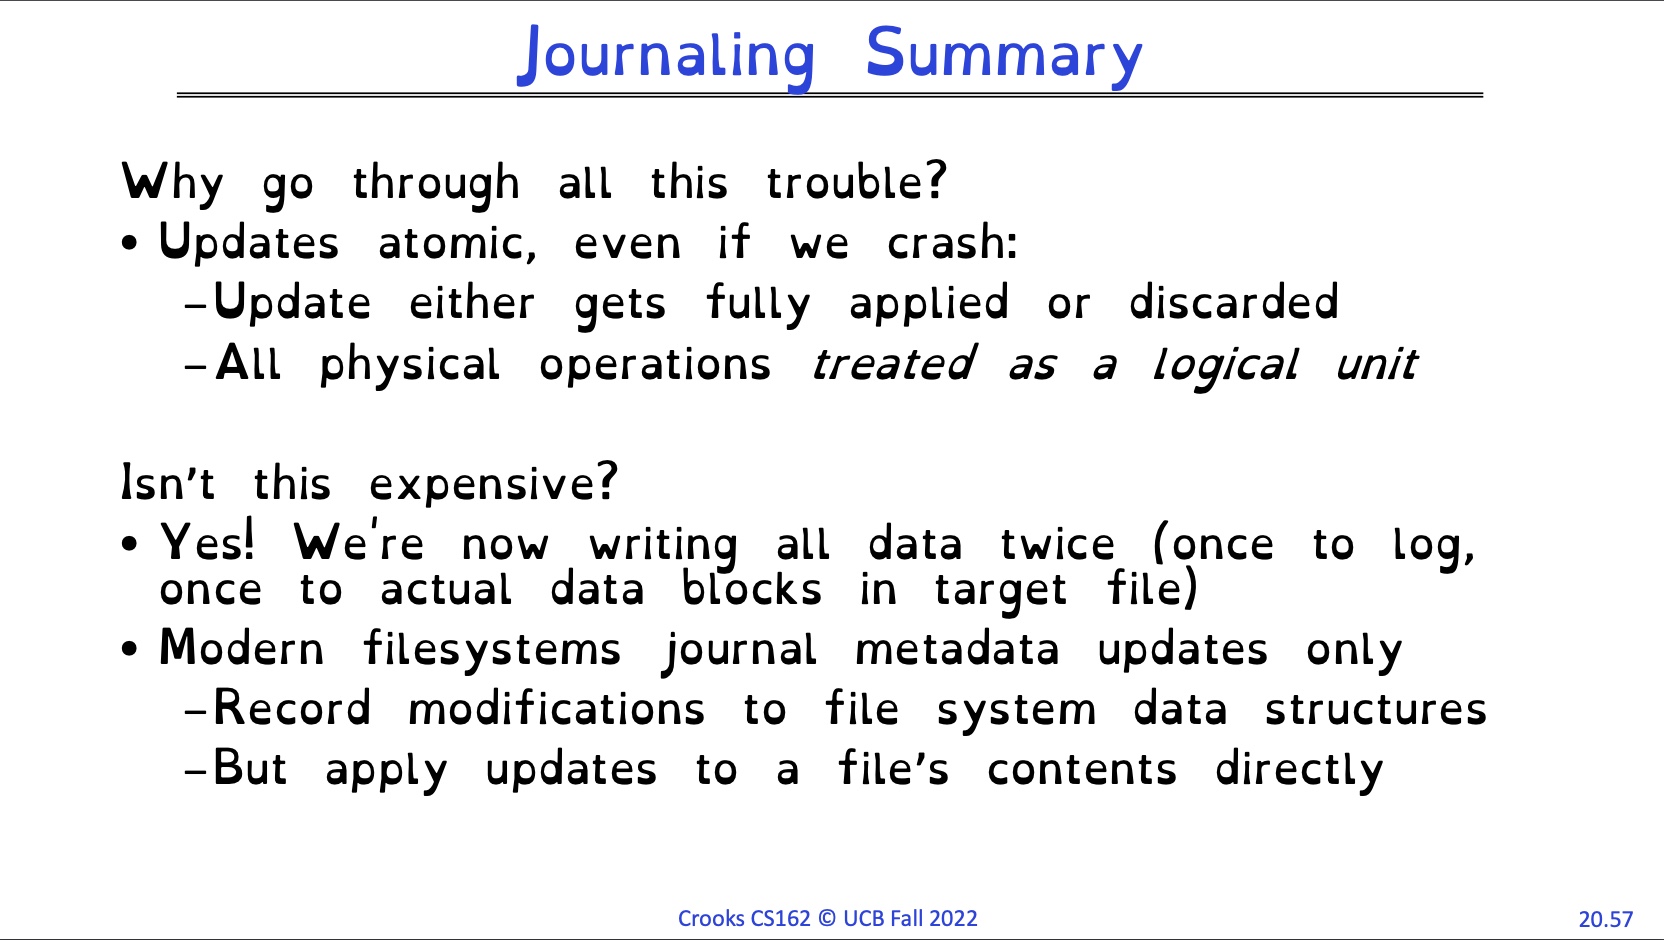 Journaling Summary
Why go through all this trouble?
• Updates atomic, even if we crash:
–Update either gets fully applied or discarded
–All physical operations treated as a logical unit
Isn’t this expensive?
• Yes! We're now writing all data twice (once to log,
once to actual data blocks in target file)
• Modern filesystems journal metadata updates only
–Record modifications to file system data structures
–But apply updates to a file’s contents directly
Crooks CS162 © UCB Fall 2022
20.57